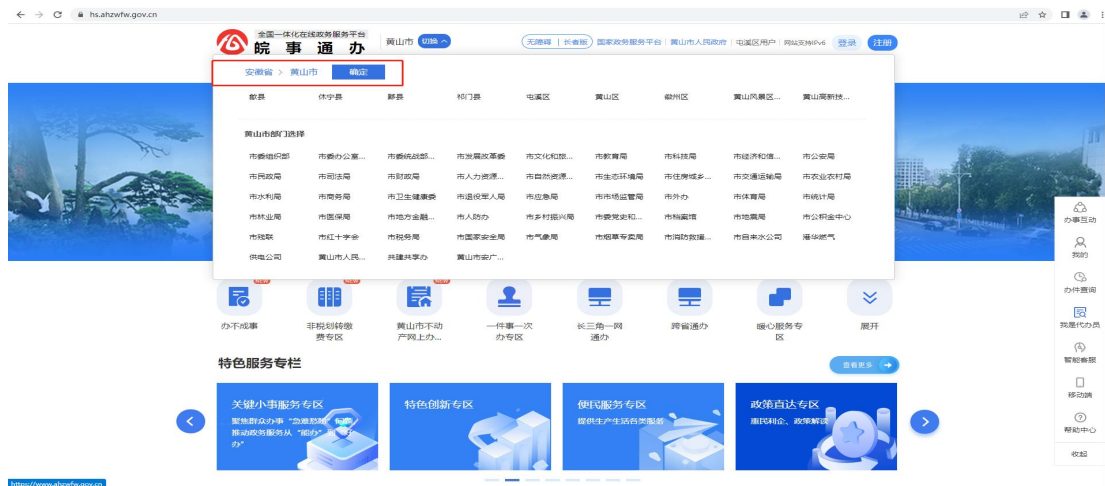 hs.ahzwfw.gov.cn
全国一体化在线政务服务平台
皖事通办
黄山市 切换
无障碍 | 长者版 国家政务服务平台 | 黄山市人民政府 | 屯溪区用户 | 网站支持IPv6 登录 注册
安徽省 > 黄山市 确定
歙县 休宁县 黟县 祁门县 屯溪区 黄山区 徽州区 黄山风景区... 黄山高新技...
黄山市部门选择
市委组织部 市委办公室... 市委统战部... 市发展改革委 市文化和旅... 市教育局 市科技局 市经济和信... 市公安局
市民政局 市司法局 市财政局 市人力资源... 市自然资源... 市生态环境局 市住房城乡... 市交通运输局 市农业农村局
市水利局 市商务局 市卫生健康委 市退役军人局 市应急局 市市场监管局 市外办 市体育局 市统计局
市林业局 市医保局 市地方金融... 市人防办 市乡村振兴局 市委党史和... 市档案馆 市地震局 市公积金中心
市残联 市红十字会 市税务局 市国家安全局 市气象局 市烟草专卖局 市消防救援... 市自来水公司 港华燃气
供电公司 黄山市人民... 共建共享办 黄山市安广...
办不成事 非税划转缴费专区 黄山市不动产网上办... 一件事一次办专区 长三角一网通办 跨省通办 暖心服务专区 展开
特色服务专栏
查看更多
关键小事服务专区
聚焦群众办事“急难愁盼”问题
推动政务服务从“能办”
办”
特色创新专区
便民服务专区
提供生产生活各类服务
政策直达专区
惠民利企、政策解读
办事互动
我的
办件查询
我是代办员
智能客服
移动端
帮助中心
收起
https://www.ahzwfw.gov.cn